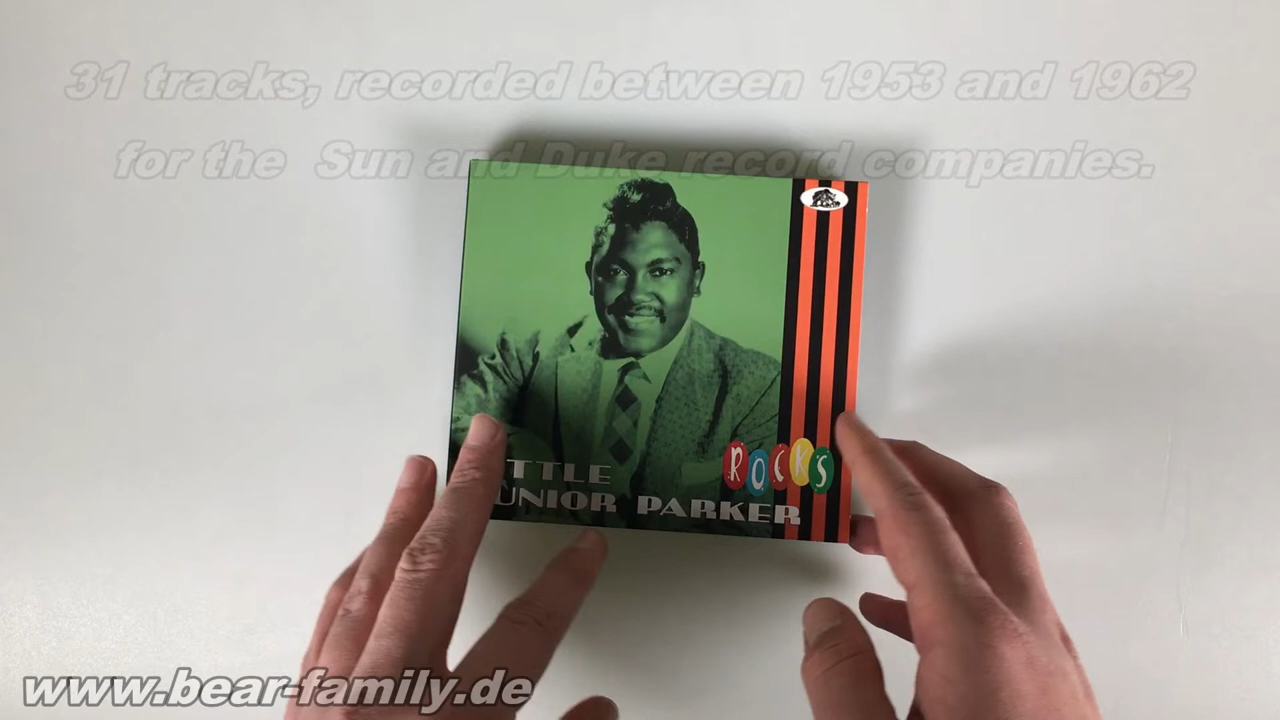 31 tracks, recorded between 1953 and 1962
for the Sun and Duke record companies.
ROCKS
TTLE
UNIOR PARKER
www.bear-family.de